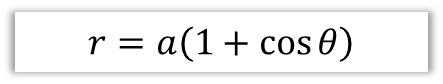 r = a(1 + cos θ)